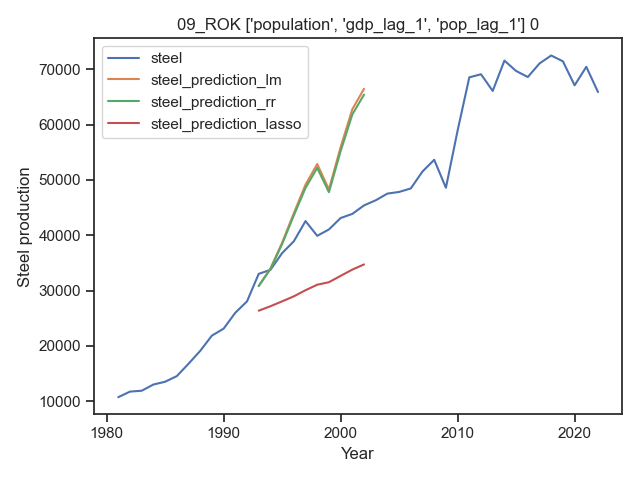 09_ROK ['population', 'gdp_lag_1', 'pop_lag_1'] 0
steel
steel_prediction_lm
steel_prediction_rr
steel_prediction_lasso
Steel production
70000
60000
50000
40000
30000
20000
10000
1980
1990
2000
2010
2020
Year